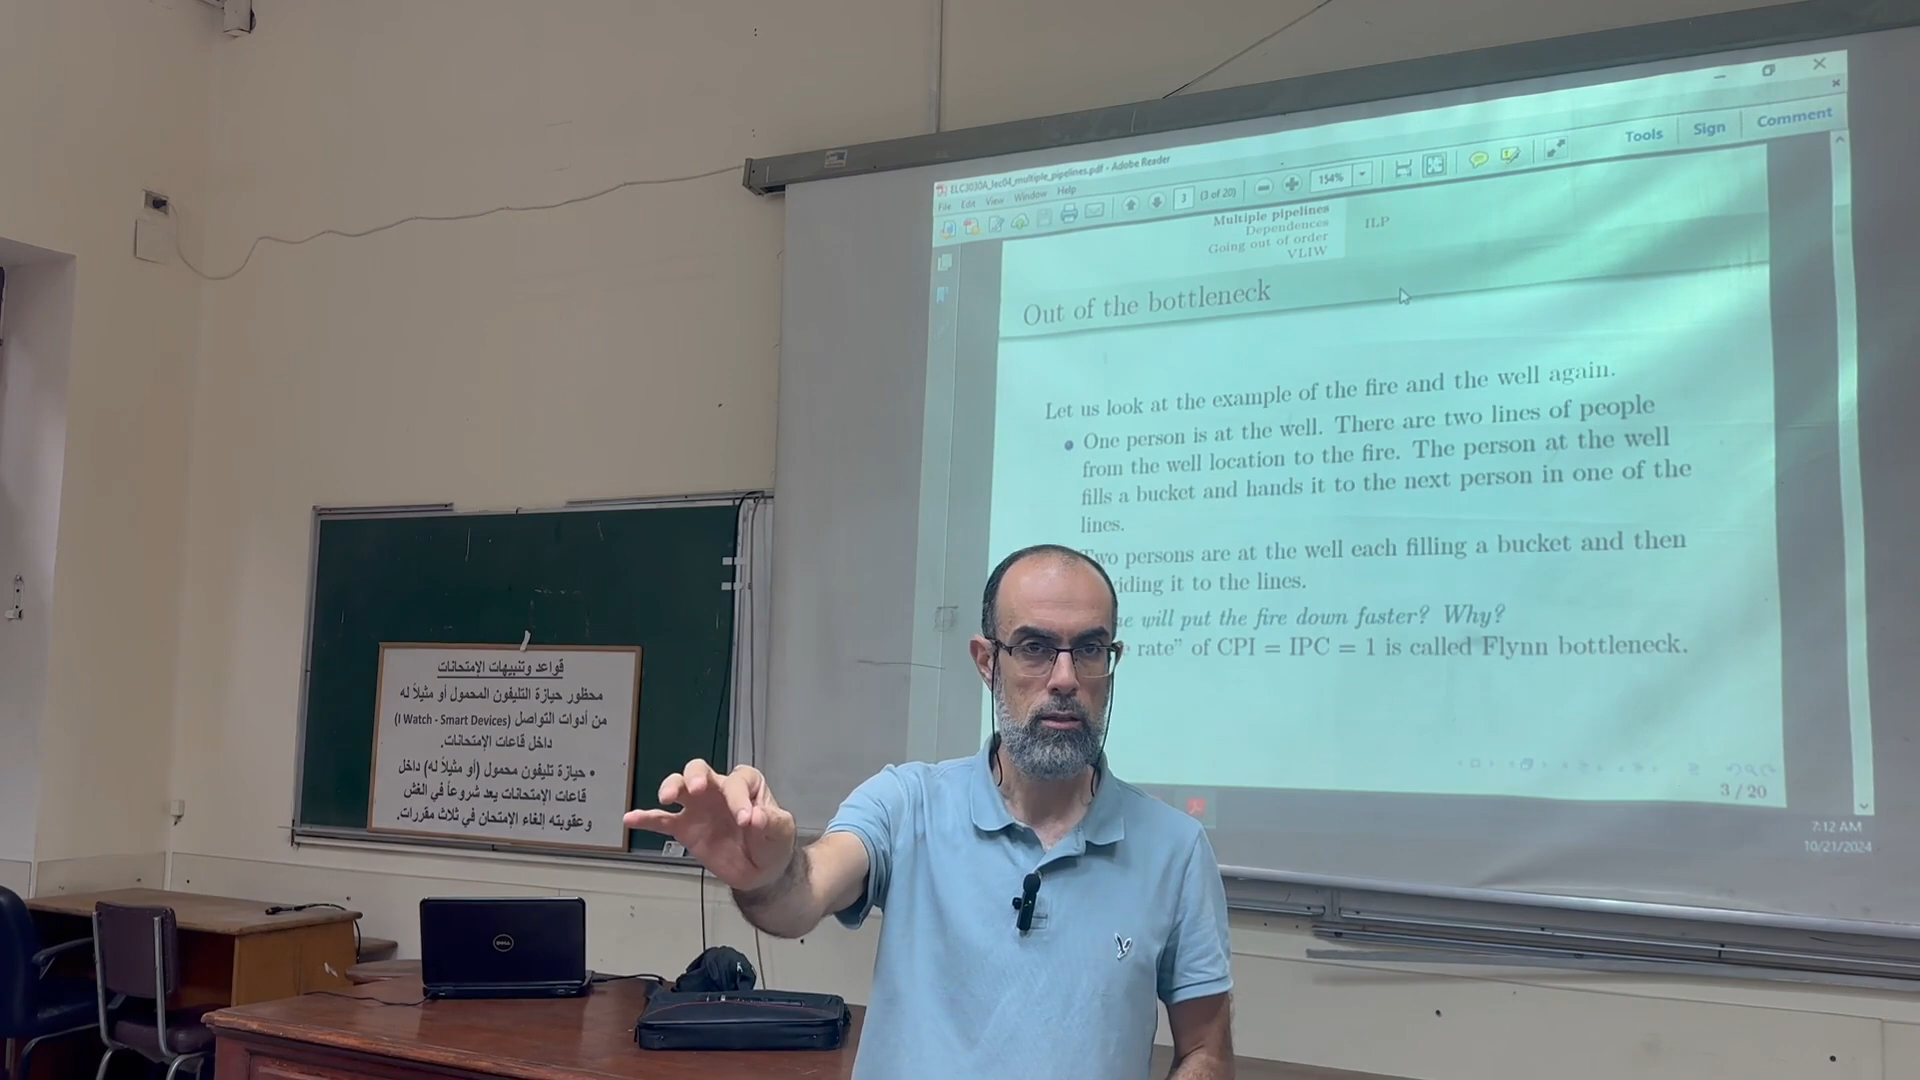 ELC3030A_lec04_multiple_pipelines.pdf - Adobe Reader
File Edit View Window Help
3 (3 of 20) 154%
Tools Sign Comment
Multiple pipelines
Dependences
Going out of order
VLIW
ILP
Out of the bottleneck
Let us look at the example of the fire and the well again.
One person is at the well. There are two lines of people
from the well location to the fire. The person at the well
fills a bucket and hands it to the next person in one of the
lines.
Two persons are at the well each filling a bucket and then
to the lines.
will put the fire down faster? Why?
rate” of CPI = IPC = 1 is called Flynn bottleneck.
3 / 20
7:12 AM
10/21/2024
قواعد وتنبيهات الإمتحانات
محظور حيازة التليفون المحمول أو مثيلاً له
من أدوات التواصل (I Watch - Smart Devices)
داخل قاعات الإمتحانات.
• حيازة تليفون محمول (أو مثيلاً له) داخل
قاعات الإمتحانات يعد شروعاً في الغش
وعقوبته إلغاء الإمتحان في ثلاث مقررات.
DELL